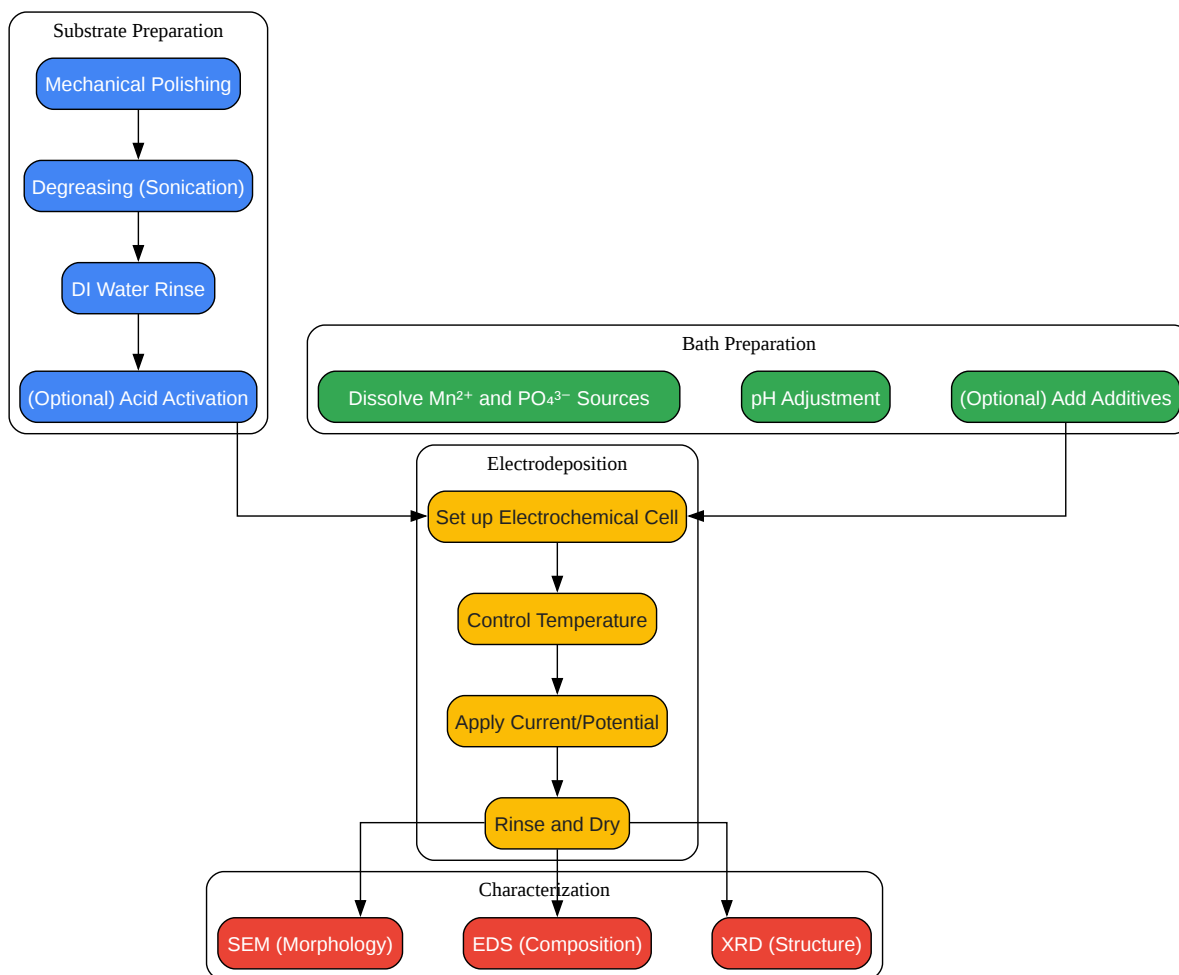 Substrate Preparation
Mechanical Polishing
Degreasing (Sonication)
DI Water Rinse
(Optional) Acid Activation
Bath Preparation
Dissolve Mn²⁺ and PO₄³⁻ Sources
pH Adjustment
(Optional) Add Additives
Electrodeposition
Set up Electrochemical Cell
Control Temperature
Apply Current/Potential
Rinse and Dry
Characterization
SEM (Morphology)
EDS (Composition)
XRD (Structure)